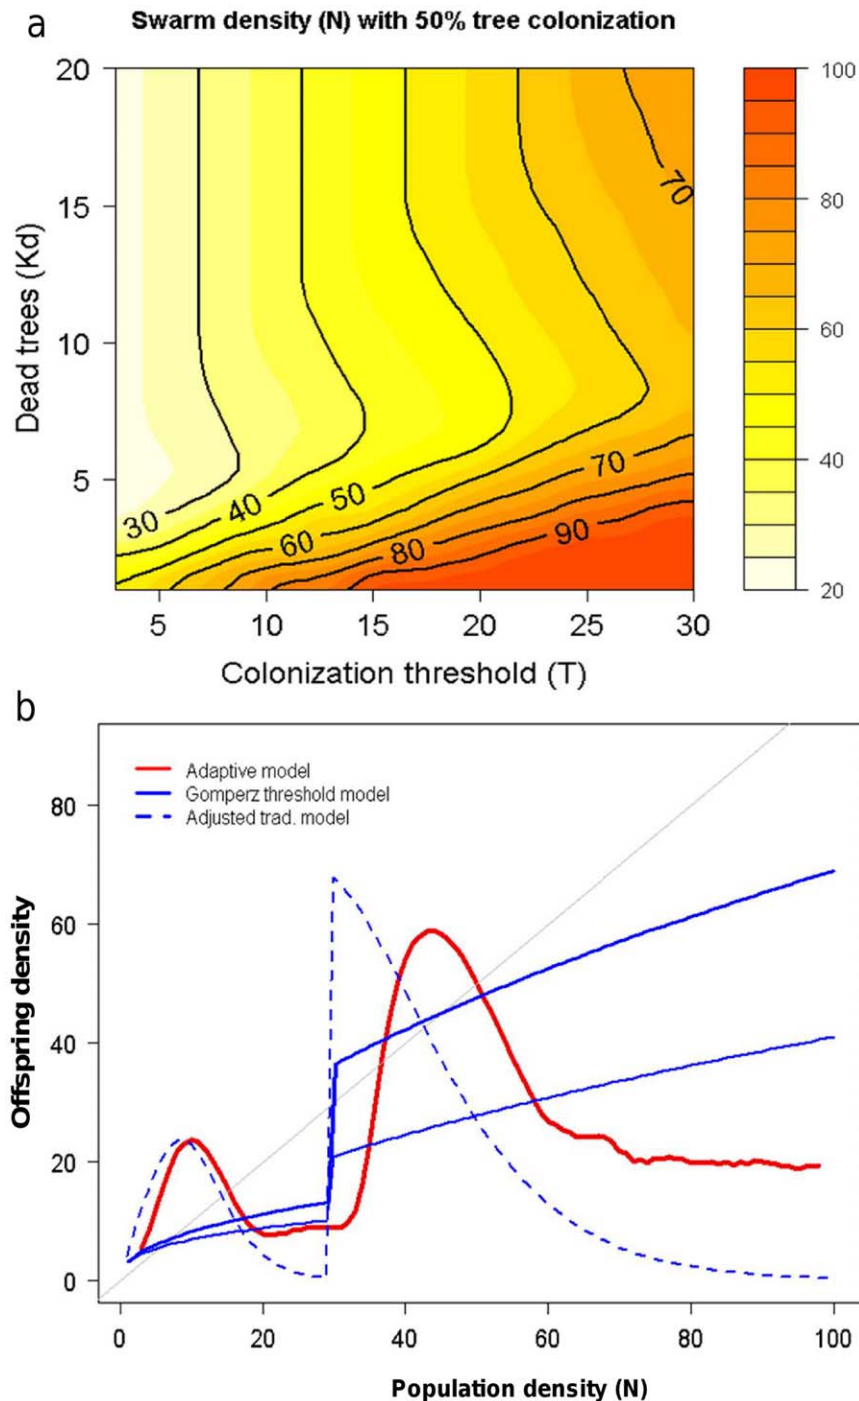 a
Swarm density (N) with 50% tree colonization
20
15
10
5
Dead trees (Kd)
30
40
50
60
70
80
90
70
5 10 15 20 25 30
Colonization threshold (T)
100
80
60
40
20
b
Adaptive model
Gomperz threshold model
Adjusted trad. model
80
60
40
20
0
Offspring density
0 20 40 60 80 100
Population density (N)